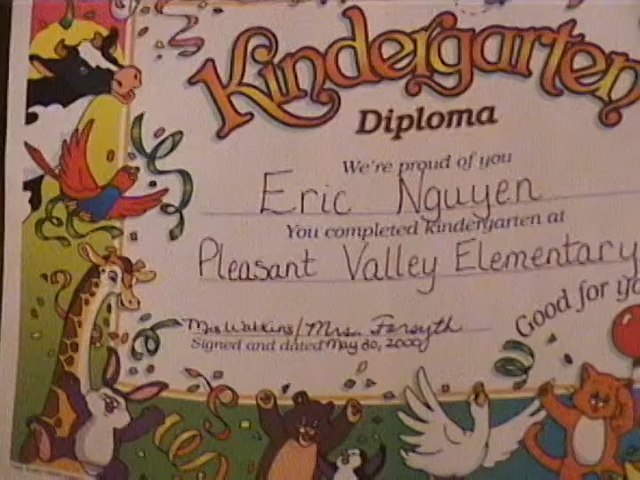 Kindergarten
Diploma
We're proud of you
Eric Nguyen
You completed kindergarten at
Pleasant Valley Elementary
Mrs. Watkins/Mrs. Forsyth
Signed and dated May 30, 2000
Good for yo